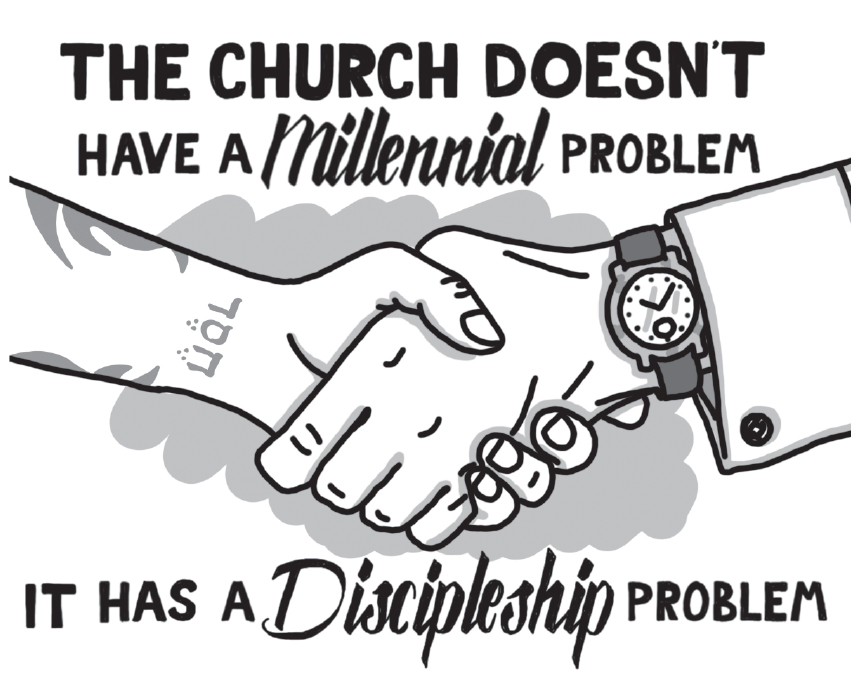 THE CHURCH DOESN'T
HAVE A Millennial PROBLEM
IT HAS A Discipleship PROBLEM